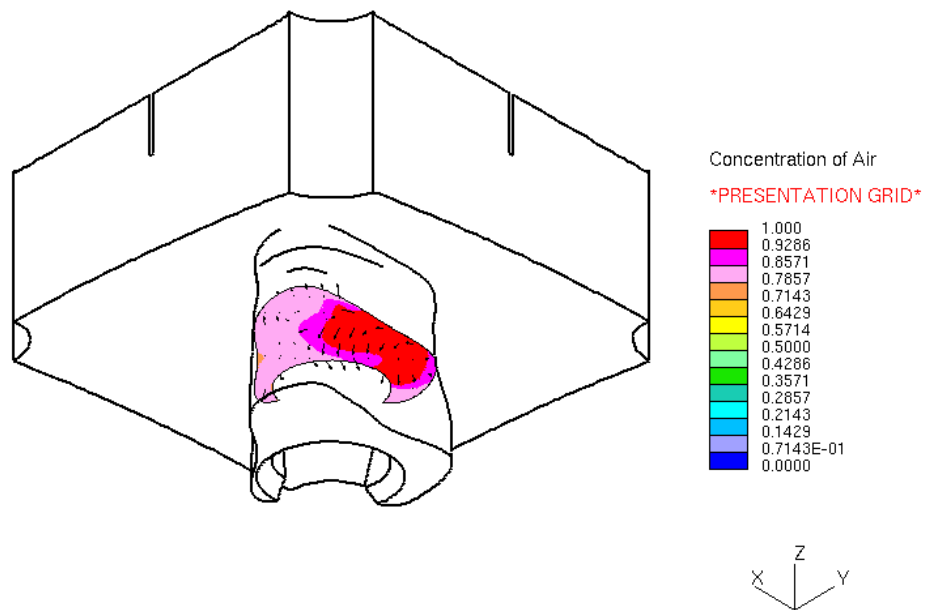 Concentration of Air
*PRESENTATION GRID*
1.000
0.9286
0.8571
0.7857
0.7143
0.6429
0.5714
0.5000
0.4286
0.3571
0.2857
0.2143
0.1429
0.7143E-01
0.0000
Z
X Y